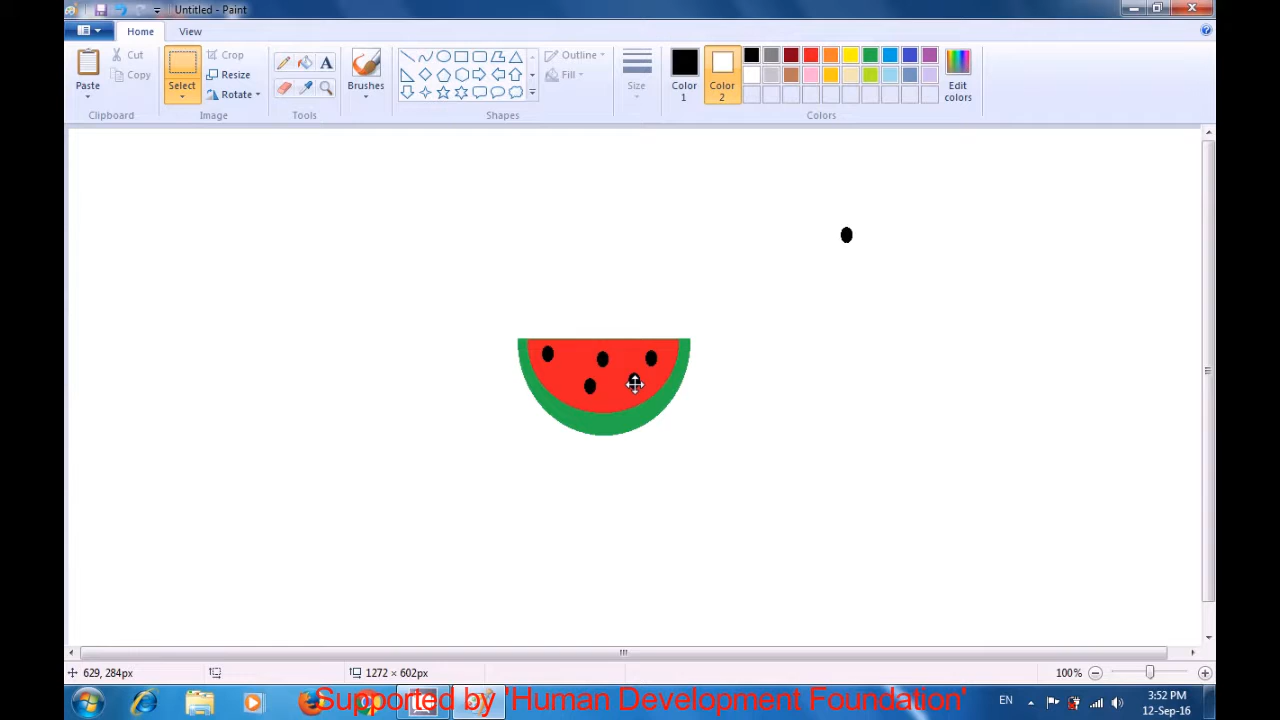 Untitled - Paint
Home
View
Paste
Cut
Copy
Clipboard
Select
Crop
Resize
Rotate
Image
A
Tools
Brushes
Shapes
Outline
Fill
Size
Color 1
Color 2
Edit colors
Colors
629, 284px
1272 × 602px
100%
EN
3:52 PM
12-Sep-16
Supported by 'Human Development Foundation'